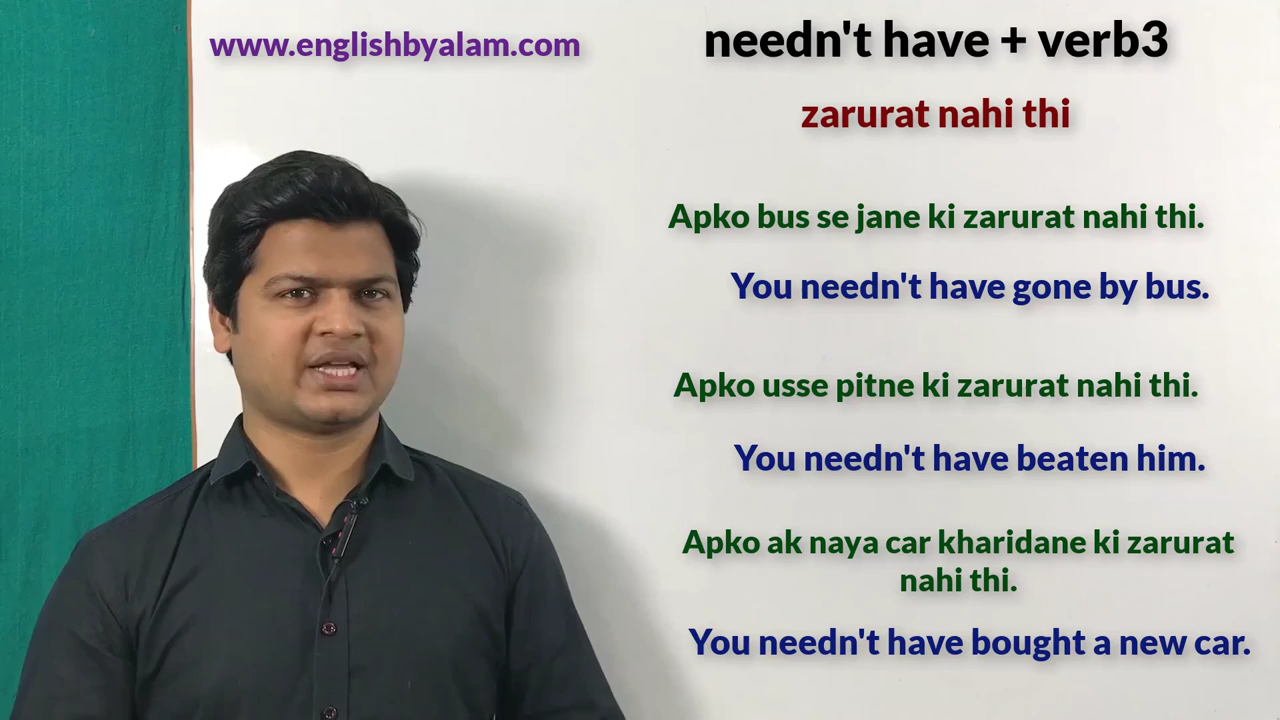 www.englishbyalam.com
needn't have + verb3
zarurat nahi thi
Apko bus se jane ki zarurat nahi thi.
You needn't have gone by bus.
Apko usse pitne ki zarurat nahi thi.
You needn't have beaten him.
Apko ak naya car kharidane ki zarurat
nahi thi.
You needn't have bought a new car.